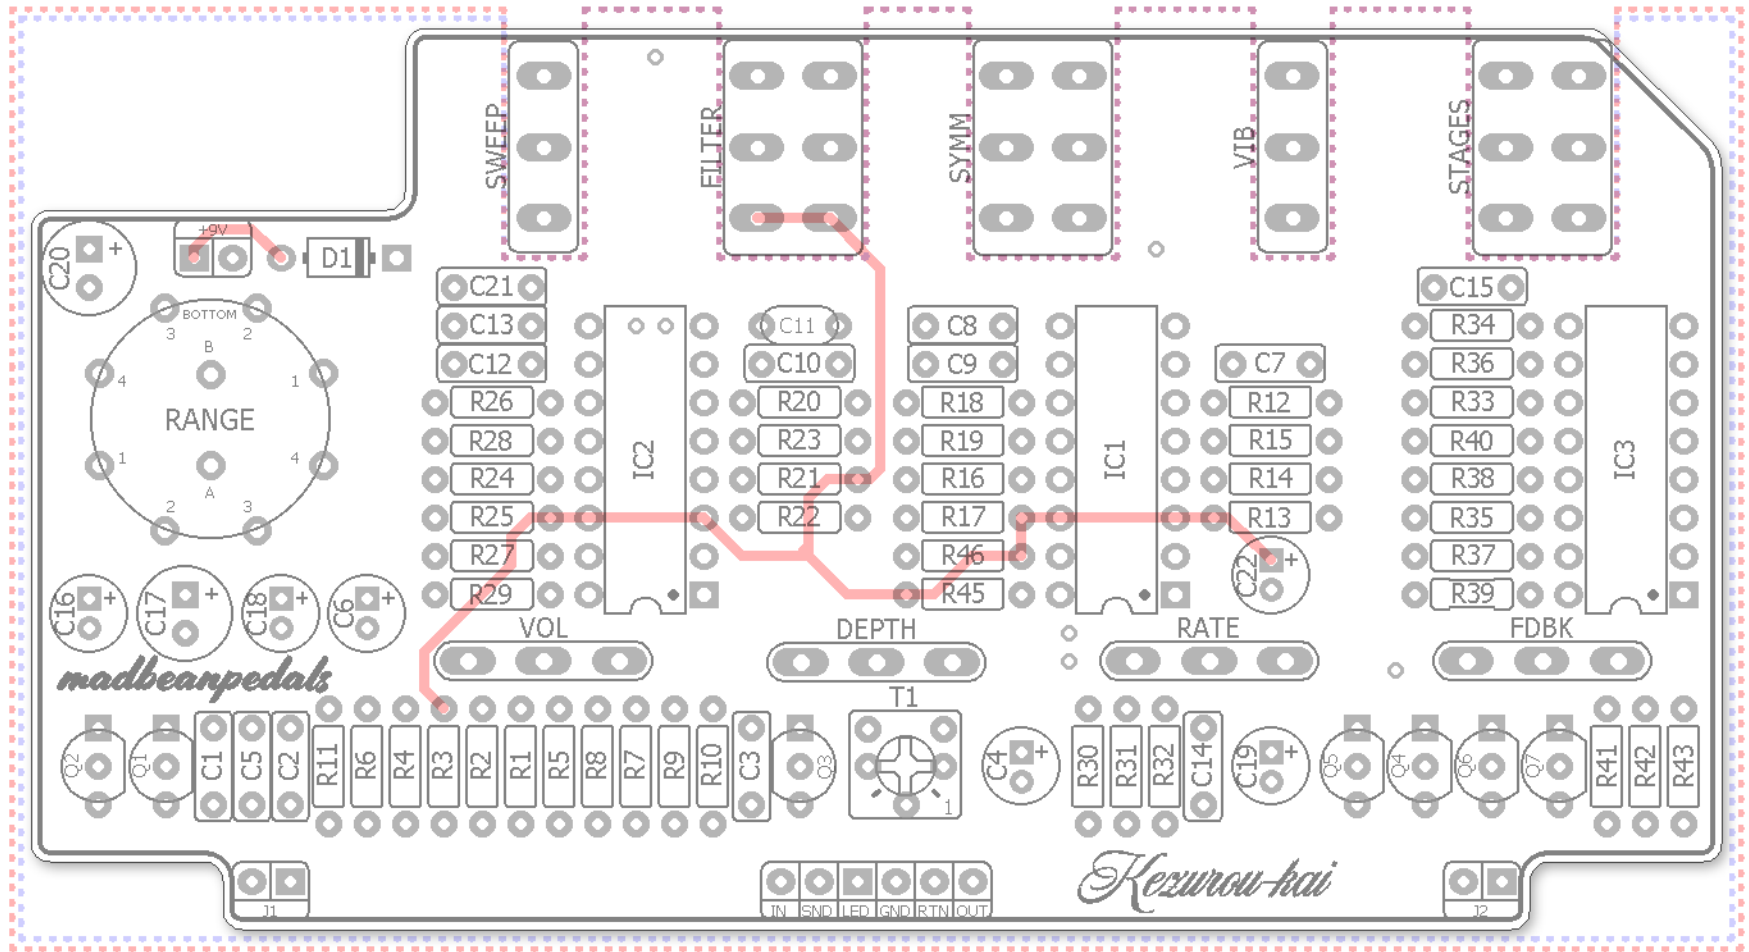 SWEEP
FILTER
SYMM
VIB
STAGES
+9V
C20
+
D1
C21
C15
BOTTOM
3
2
C13
C11
C8
R34
B
4
1
C12
C10
C9
C7
R36
RANGE
R26
R20
R18
R12
R33
R28
R23
R19
R15
R40
IC2
IC1
IC3
1
4
R24
R21
R16
R14
R38
A
2
3
R25
R22
R17
R13
R35
R27
R46
+
R37
C22
C16
+
C17
+
C18
+
C6
+
R29
R45
R39
VOL
DEPTH
RATE
FDBK
madbeanpedals
T1
Q2
Q1
C1
C5
C2
R11
R6
R4
R3
R2
R1
R5
R8
R7
R9
R10
C3
Q3
1
C4
+
R30
R31
R32
C14
C19
+
Q5
Q4
Q6
Q7
R41
R42
R43
Kezurou-kai
J1
IN SND LED GND RTN OUT
J2